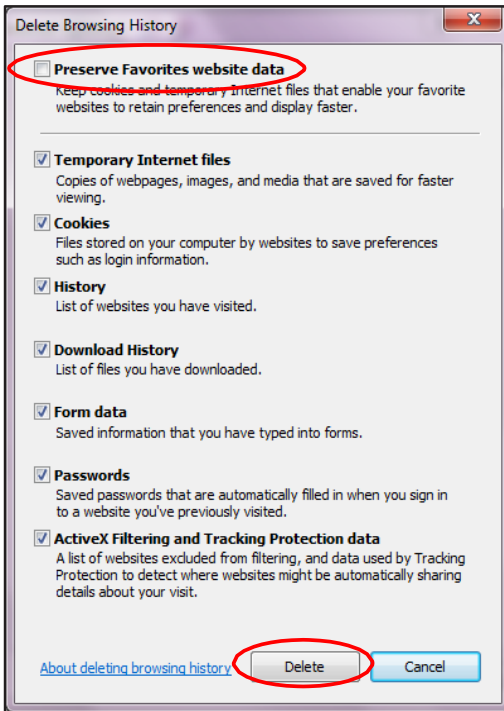 Delete Browsing History
Preserve Favorites website data
Keep cookies and temporary Internet files that enable your favorite
websites to retain preferences and display faster.
Temporary Internet files
Copies of webpages, images, and media that are saved for faster
viewing.
Cookies
Files stored on your computer by websites to save preferences
such as login information.
History
List of websites you have visited.
Download History
List of files you have downloaded.
Form data
Saved information that you have typed into forms.
Passwords
Saved passwords that are automatically filled in when you sign in
to a website you've previously visited.
ActiveX Filtering and Tracking Protection data
A list of websites excluded from filtering, and data used by Tracking
Protection to detect where websites might be automatically sharing
details about your visit.
About deleting browsing history Delete Cancel